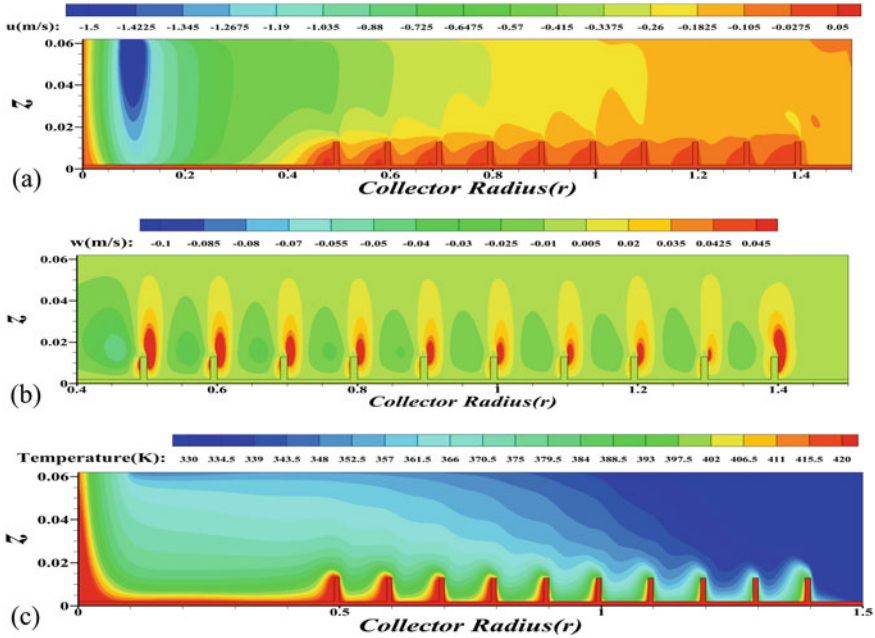 u(m/s): -1.5 -1.4225 -1.345 -1.2675 -1.19 -1.035 -0.88 -0.725 -0.6475 -0.57 -0.415 -0.3375 -0.26 -0.1825 -0.105 -0.0275 0.05
0.06
0.04
z
0.02
0
(a)
0 0.2 0.4 0.6 0.8 1 1.2 1.4
Collector Radius(r)
w(m/s): -0.1 -0.085 -0.08 -0.07 -0.055 -0.05 -0.04 -0.03 -0.025 -0.01 0.005 0.02 0.035 0.0425 0.045
0.06
0.04
z
0.02
0
(b)
0.4 0.6 0.8 1 1.2 1.4
Collector Radius(r)
Temperature(K): 330 334.5 339 343.5 348 352.5 357 361.5 366 370.5 375 379.5 384 388.5 393 397.5 402 406.5 411 415.5 420
0.06
0.04
z
0.02
0
(c)
0 0.5 1 1.5
Collector Radius(r)